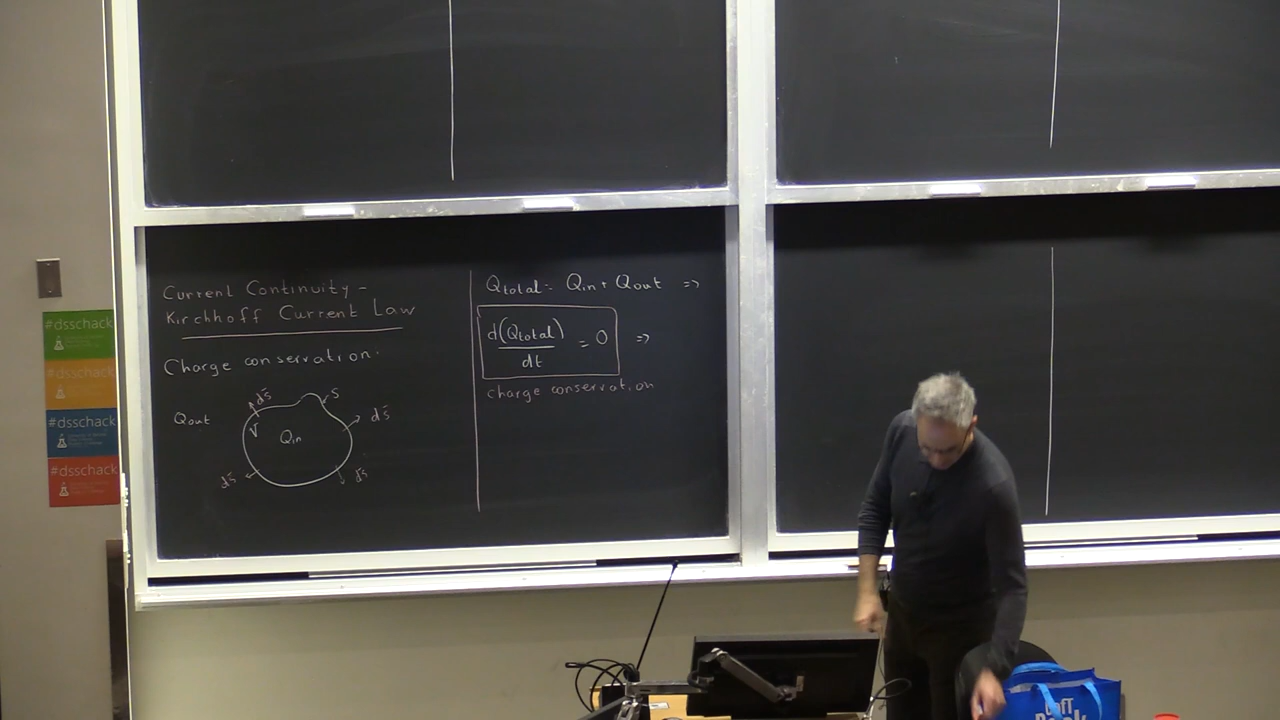 Current Continuity -
Kirchhoff Current Law
Charge conservation:
Qout
ds̄
S
V
Qin
ds̄
ds̄
ds̄
Qtotal = Qin + Qout =>
d(Qtotal)
dt
= 0 =>
charge conservation
#dsschack
#dsschack
#dsschack
#dsschack